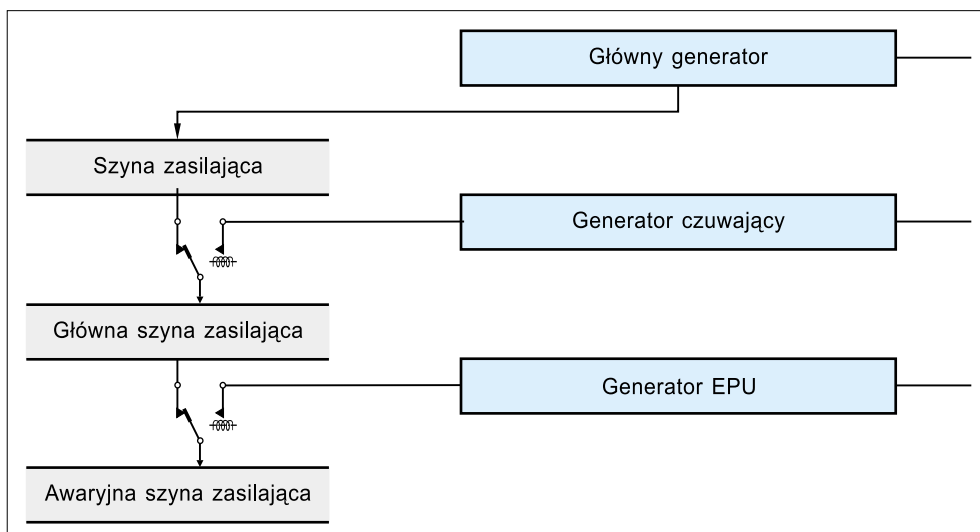 Główny generator
Szyna zasilająca
Generator czuwający
Główna szyna zasilająca
Generator EPU
Awaryjna szyna zasilająca